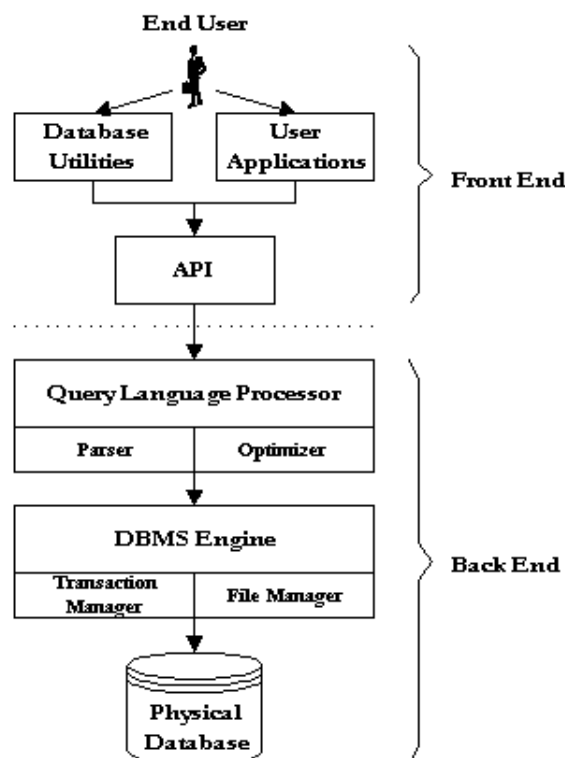 End User
Database
Utilities
User
Applications
Front End
API
Query Language Processor
Parser
Optimizer
DBMS Engine
Back End
Transaction
Manager
File Manager
Physical
Database